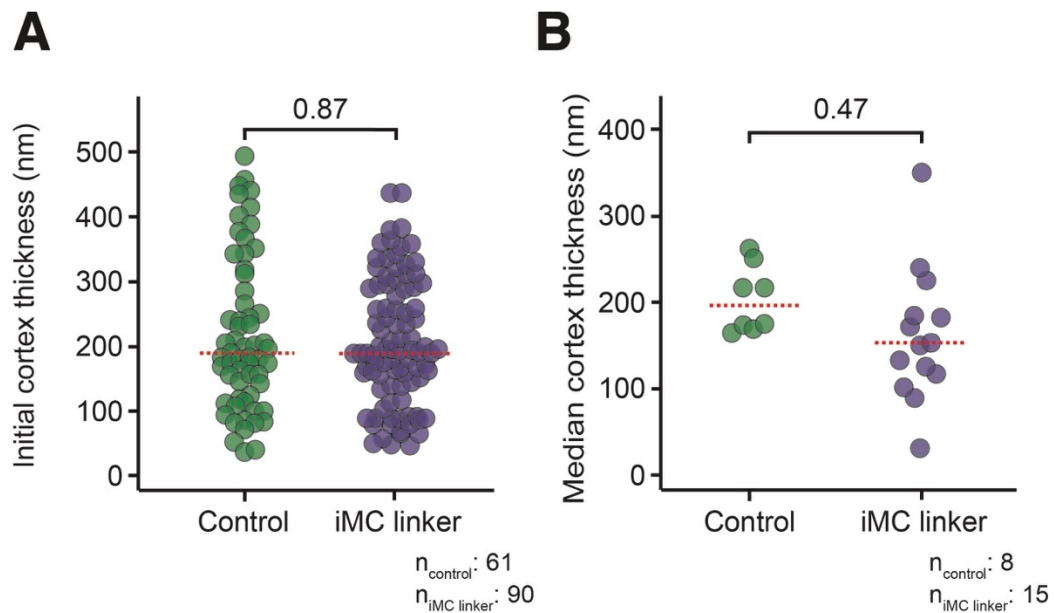 A
Initial cortex thickness (nm)
0.87
500
400
300
200
100
0
Control iMC linker
n_control: 61
n_iMC linker: 90
B
Median cortex thickness (nm)
0.47
400
300
200
100
0
Control iMC linker
n_control: 8
n_iMC linker: 15